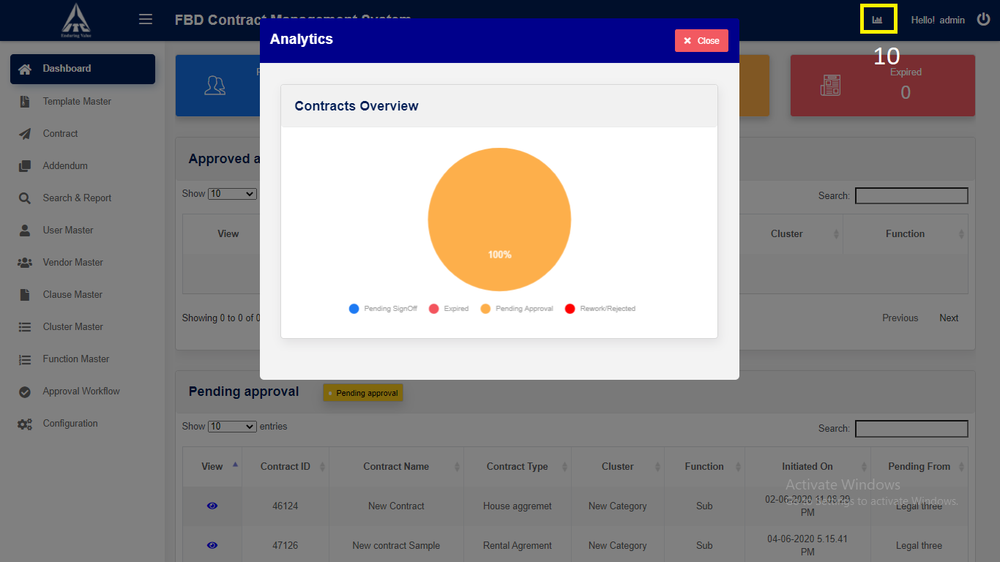 Enduring Value
FBD Contract Management System
Hello! admin
10
Analytics
Close
Dashboard
Template Master
Contract
Addendum
Search & Report
User Master
Vendor Master
Clause Master
Cluster Master
Function Master
Approval Workflow
Configuration
Expired
0
Contracts Overview
100%
Pending SignOff Expired Pending Approval Rework/Rejected
Approved
Show 10
Search:
View Cluster Function
Showing 0 to 0 of 0
Previous Next
Pending approval Pending approval
Show 10 entries
Search:
View Contract ID Contract Name Contract Type Cluster Function Initiated On Pending From
46124 New Contract House aggremet New Category Sub 02-06-2020 11.08.29 PM Legal three
47126 New contract Sample Rental Agrement New Category Sub 04-06-2020 5.15.41 PM Legal three
Activate Windows
Go to Settings to activate Windows.